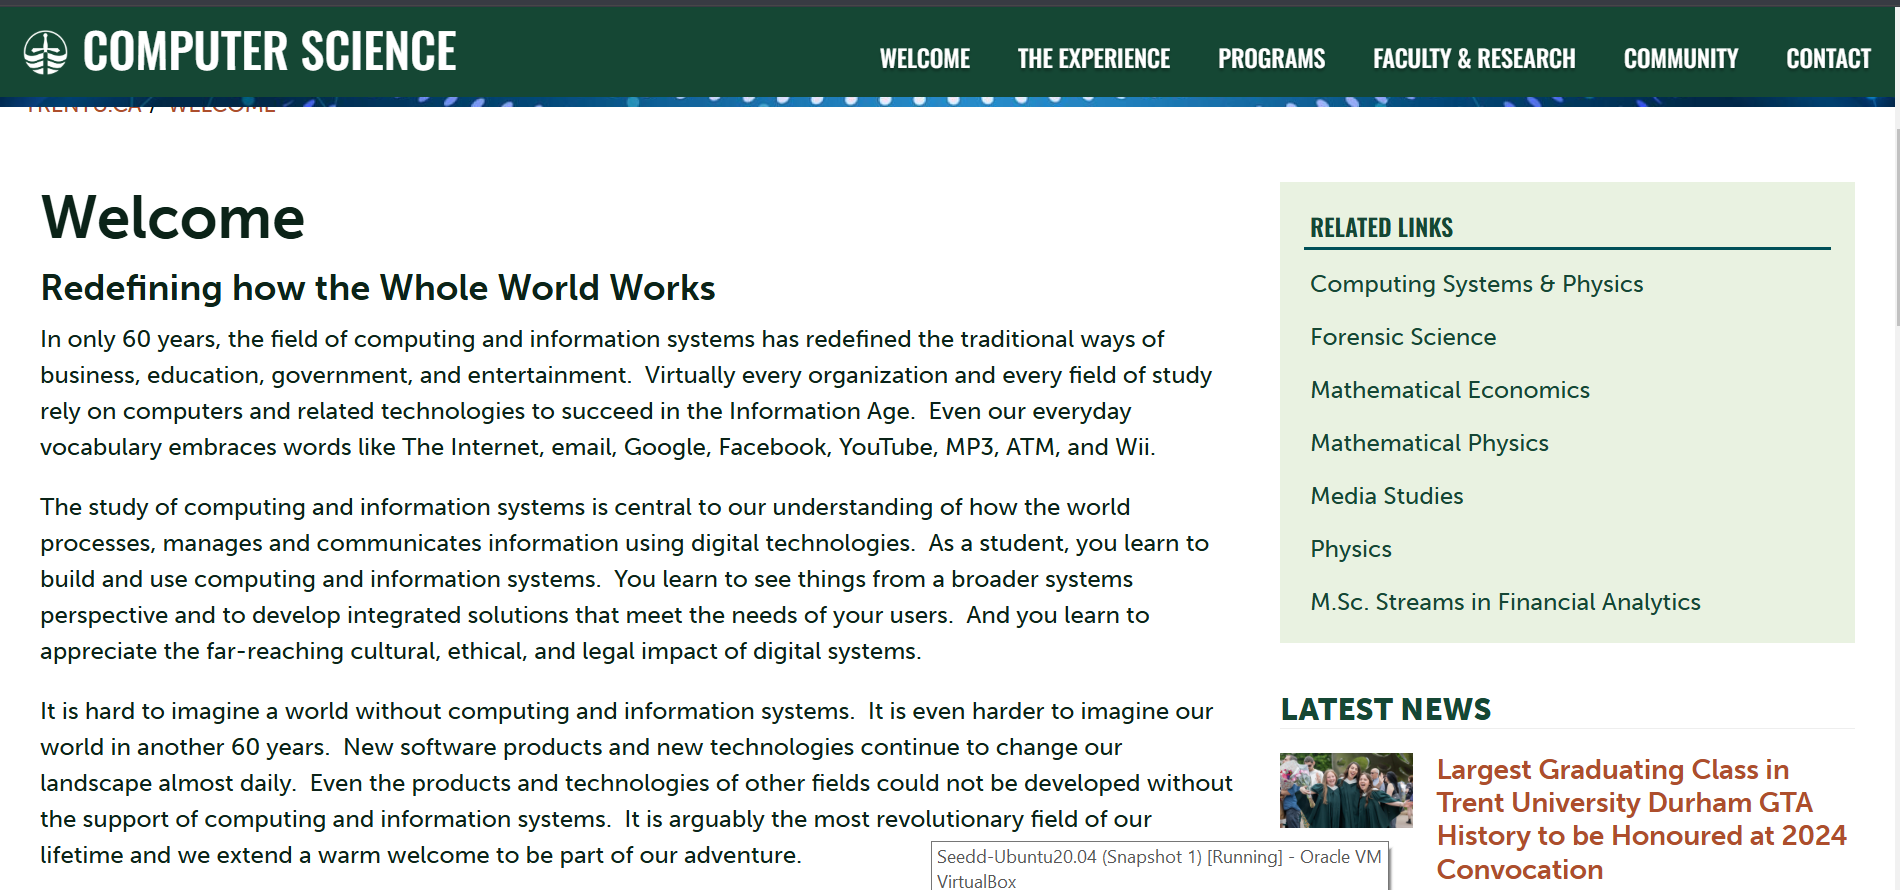 COMPUTER SCIENCE
WELCOME THE EXPERIENCE PROGRAMS FACULTY & RESEARCH COMMUNITY CONTACT
TRENTU.CA / WELCOME
Welcome
Redefining how the Whole World Works
In only 60 years, the field of computing and information systems has redefined the traditional ways of
business, education, government, and entertainment.  Virtually every organization and every field of study
rely on computers and related technologies to succeed in the Information Age.  Even our everyday
vocabulary embraces words like The Internet, email, Google, Facebook, YouTube, MP3, ATM, and Wii.
The study of computing and information systems is central to our understanding of how the world
processes, manages and communicates information using digital technologies.  As a student, you learn to
build and use computing and information systems.  You learn to see things from a broader systems
perspective and to develop integrated solutions that meet the needs of your users.  And you learn to
appreciate the far-reaching cultural, ethical, and legal impact of digital systems.
It is hard to imagine a world without computing and information systems.  It is even harder to imagine our
world in another 60 years.  New software products and new technologies continue to change our
landscape almost daily.  Even the products and technologies of other fields could not be developed without
the support of computing and information systems.  It is arguably the most revolutionary field of our
lifetime and we extend a warm welcome to be part of our adventure.
RELATED LINKS
Computing Systems & Physics
Forensic Science
Mathematical Economics
Mathematical Physics
Media Studies
Physics
M.Sc. Streams in Financial Analytics
LATEST NEWS
Largest Graduating Class in
Trent University Durham GTA
History to be Honoured at 2024
Convocation
Seedd-Ubuntu20.04 (Snapshot 1) [Running] - Oracle VM
VirtualBox